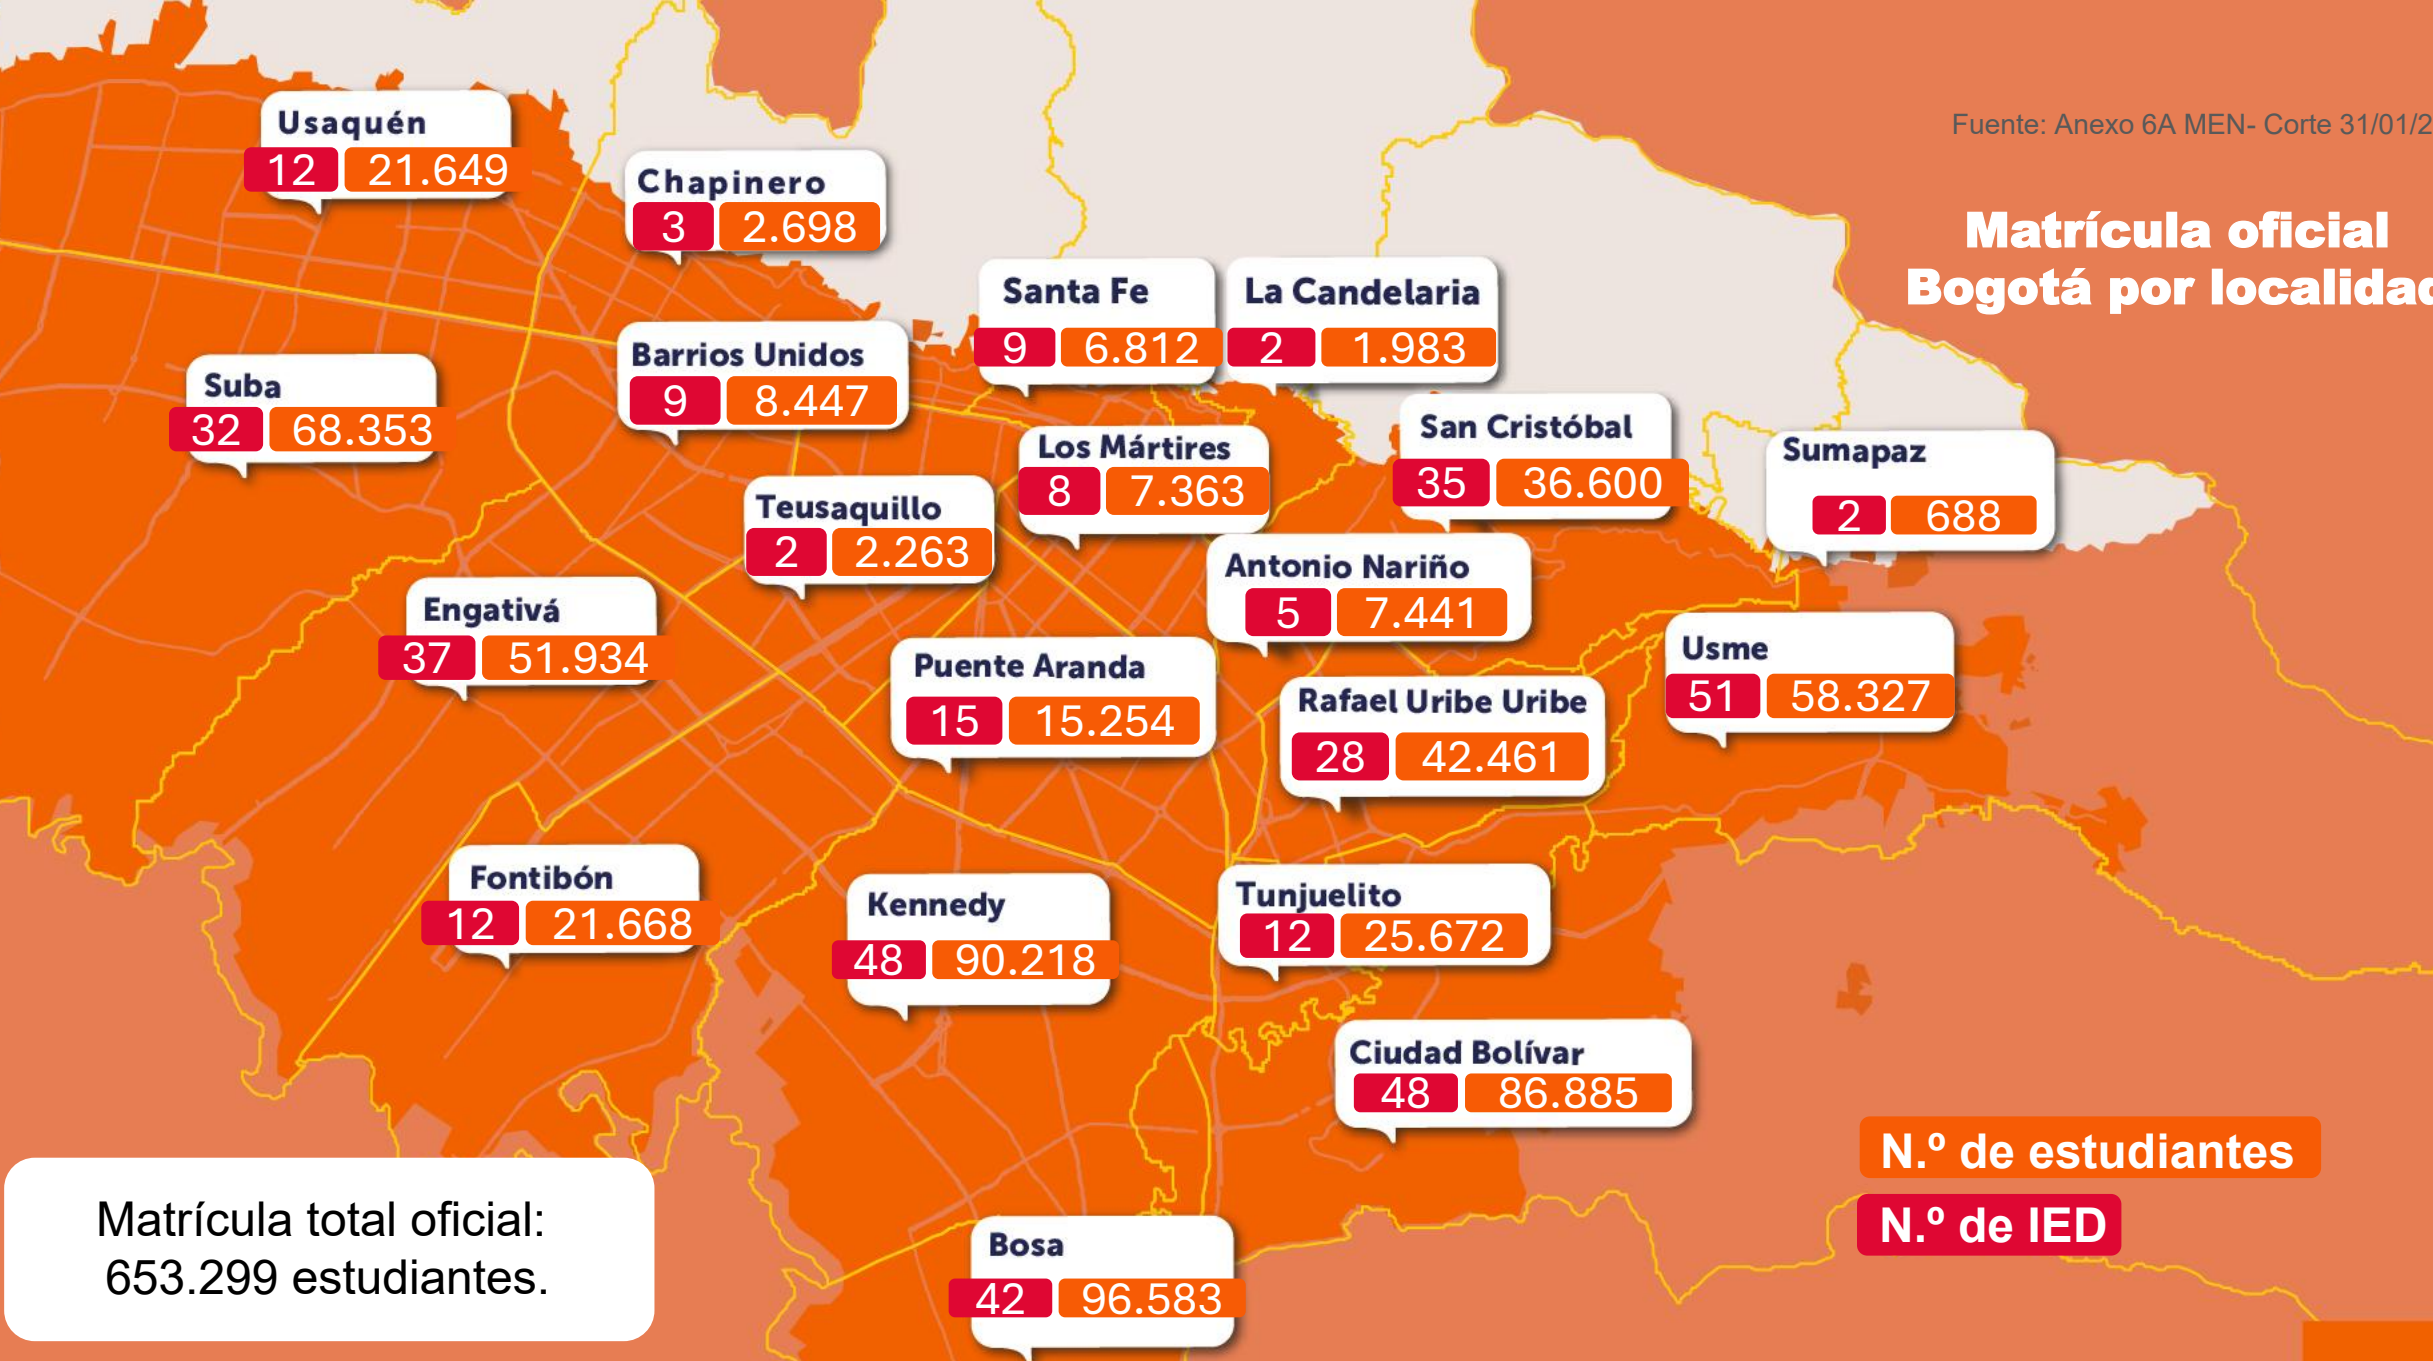 Fuente: Anexo 6A MEN- Corte 31/01/2
Matrícula oficial
Bogotá por localidad
Usaquén
12 21.649
Chapinero
3 2.698
Santa Fe
9 6.812
La Candelaria
2 1.983
Barrios Unidos
9 8.447
Suba
32 68.353
San Cristóbal
35 36.600
Los Mártires
8 7.363
Sumapaz
2 688
Teusaquillo
2 2.263
Antonio Nariño
5 7.441
Engativá
37 51.934
Puente Aranda
15 15.254
Usme
51 58.327
Rafael Uribe Uribe
28 42.461
Fontibón
12 21.668
Kennedy
48 90.218
Tunjuelito
12 25.672
Ciudad Bolívar
48 86.885
N.º de estudiantes
N.º de IED
Matrícula total oficial:
653.299 estudiantes.
Bosa
42 96.583